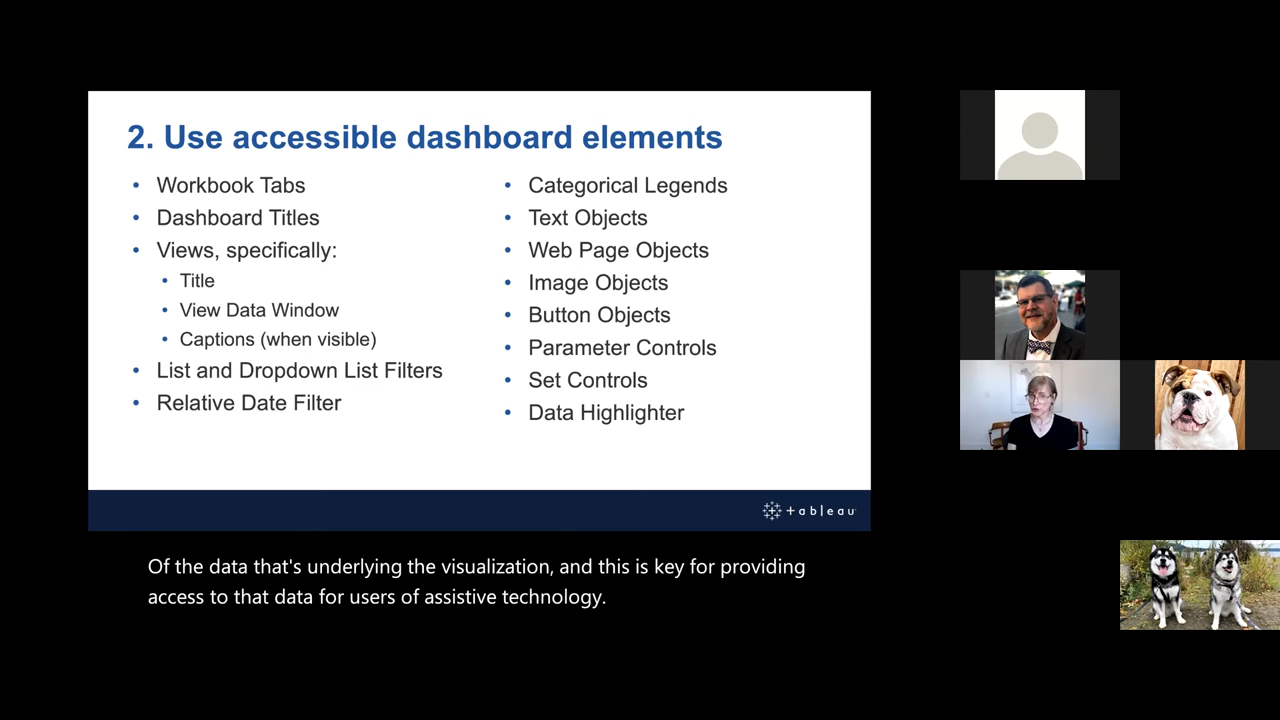 2. Use accessible dashboard elements
• Workbook Tabs
• Dashboard Titles
• Views, specifically:
• Title
• View Data Window
• Captions (when visible)
• List and Dropdown List Filters
• Relative Date Filter
• Categorical Legends
• Text Objects
• Web Page Objects
• Image Objects
• Button Objects
• Parameter Controls
• Set Controls
• Data Highlighter
+ableau
Of the data that's underlying the visualization, and this is key for providing
access to that data for users of assistive technology.